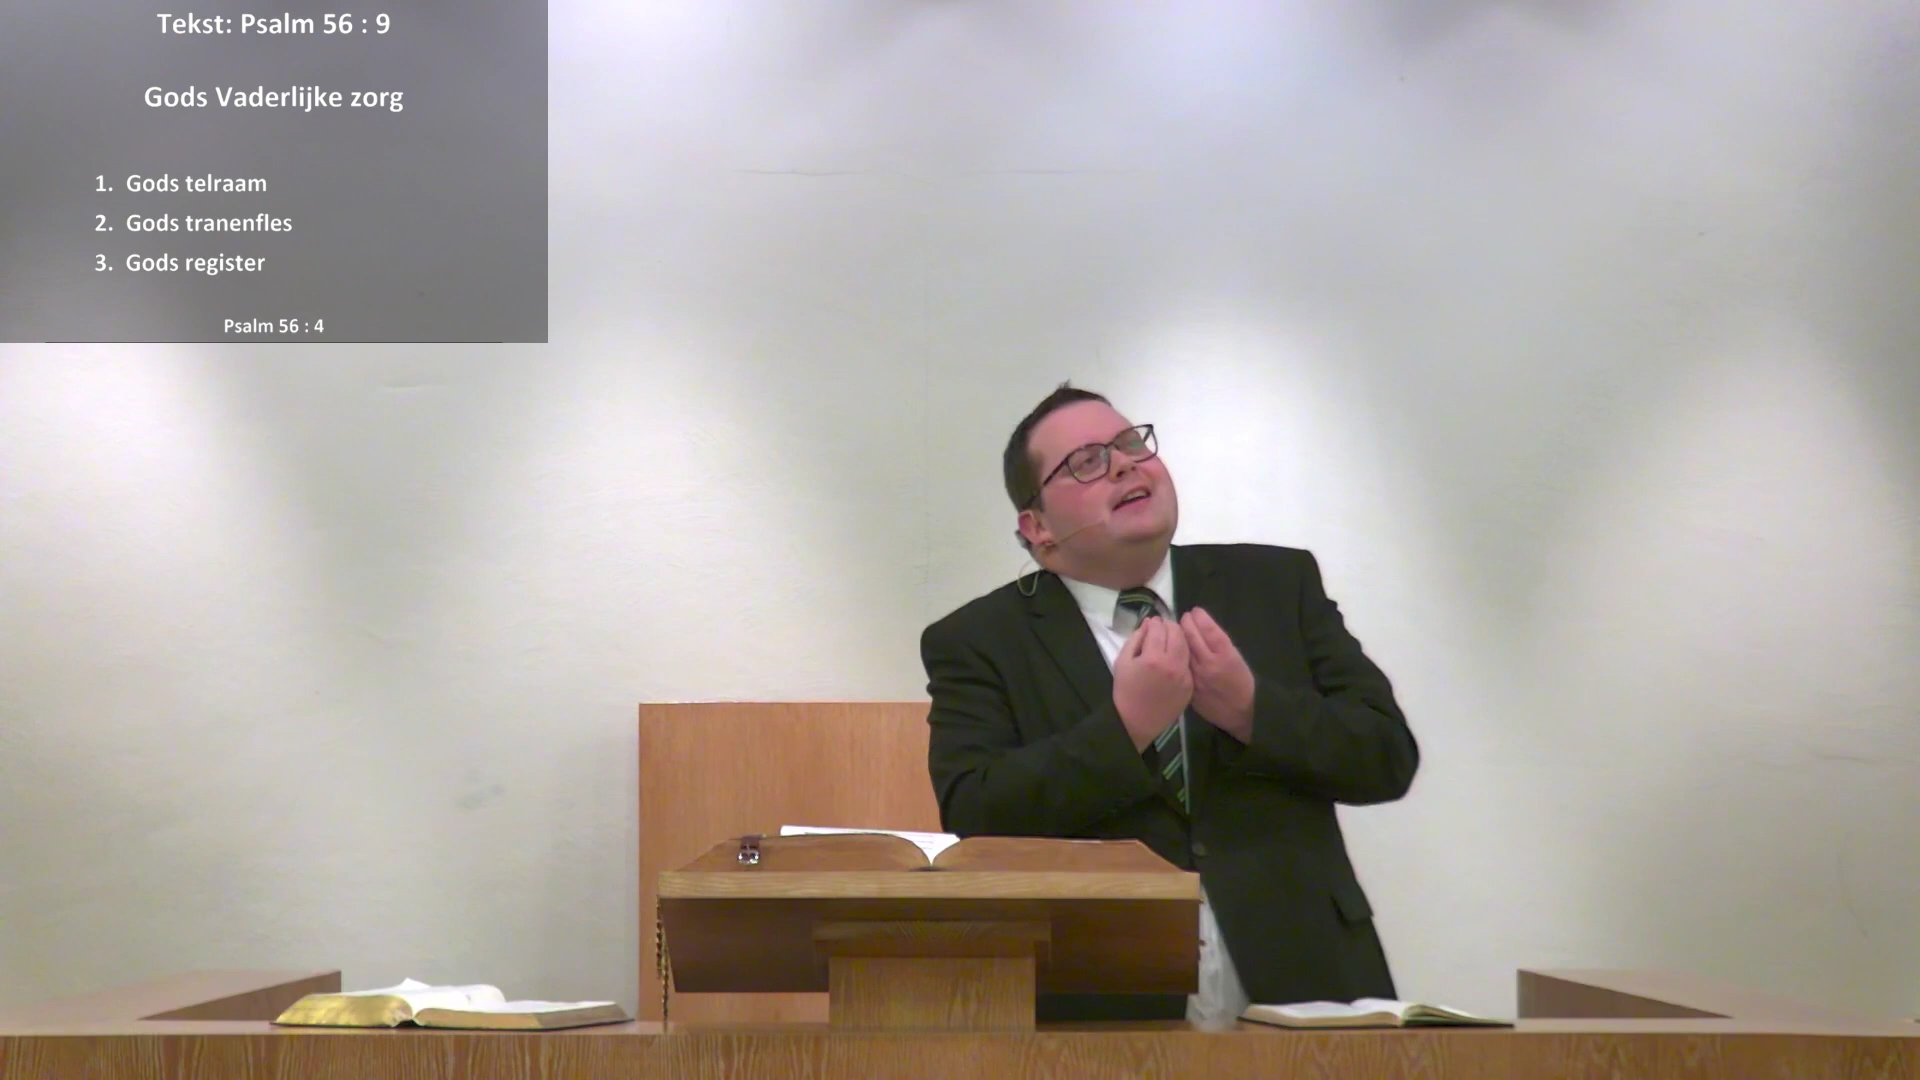 Tekst: Psalm 56 : 9
Gods Vaderlijke zorg
1. Gods telraam
2. Gods tranenfles
3. Gods register
Psalm 56 : 4